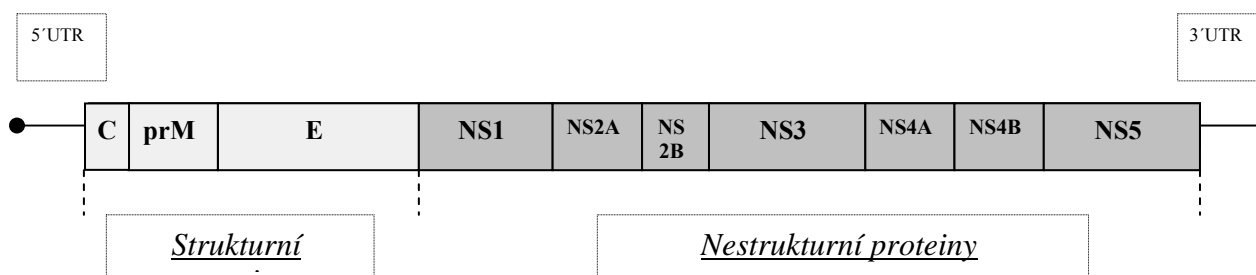 5´UTR
3´UTR
C prM E NS1 NS2A NS 2B NS3 NS4A NS4B NS5
Strukturní
Nestrukturní proteiny